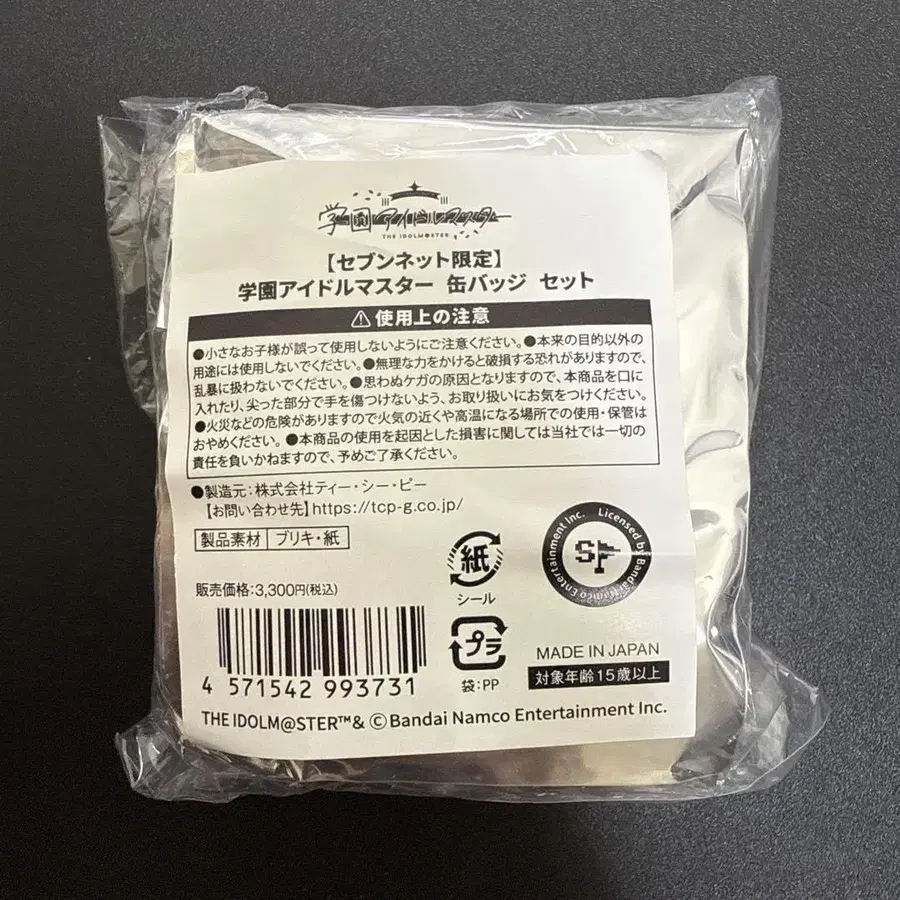 学園アイドルマスター
THE IDOLM@STER
【セブンネット限定】
学園アイドルマスター 缶バッジ セット
⚠使用上の注意
●小さなお子様が誤って使用しないようにご注意ください。●本来の目的以外の
用途には使用しないでください。●無理な力をかけると破損する恐れがありますので、
乱暴に扱わないでください。●思わぬケガの原因となりますので、本商品を口に
入れたり、尖った部分で手を傷つけないよう、お取り扱いにお気をつけください。
●火災などの危険がありますので火気の近くや高温になる場所での使用・保管は
おやめください。●本商品の使用を起因とした損害に関しては当社では一切の
責任を負いかねますので、予めご了承ください。
●製造元：株式会社ティー・シー・ピー
【お問い合わせ先】https://tcp-g.co.jp/
製品素材 ブリキ・紙
紙
シール
Licensed by Bandai Namco Entertainment Inc.
販売価格：3,300円(税込)
プラ
袋：PP
MADE IN JAPAN
対象年齢15歳以上
4 571542 993731
THE IDOLM@STER™& ©Bandai Namco Entertainment Inc.